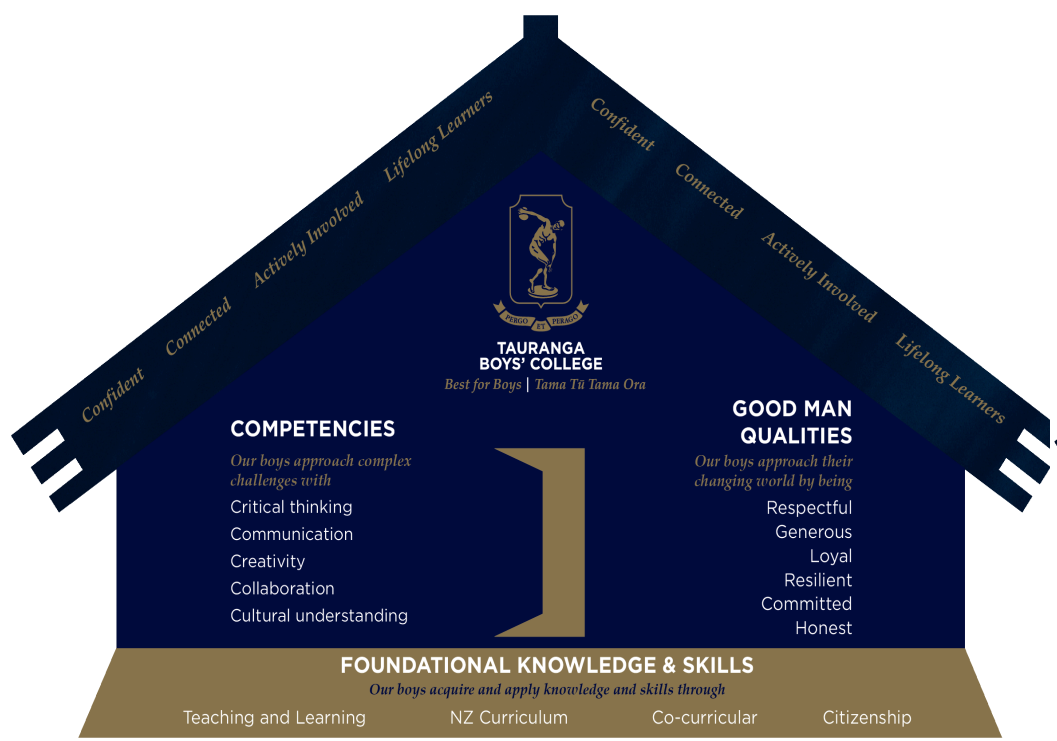 Lifelong Learners
Actively Involved
Connected
Confident
Confident
Connected
Actively Involved
Lifelong Learners
PERGO ET PERAGO
TAURANGA
BOYS' COLLEGE
Best for Boys | Tama Tū Tama Ora
COMPETENCIES
Our boys approach complex
challenges with
Critical thinking
Communication
Creativity
Collaboration
Cultural understanding
GOOD MAN
QUALITIES
Our boys approach their
changing world by being
Respectful
Generous
Loyal
Resilient
Committed
Honest
FOUNDATIONAL KNOWLEDGE & SKILLS
Our boys acquire and apply knowledge and skills through
Teaching and Learning NZ Curriculum Co-curricular Citizenship